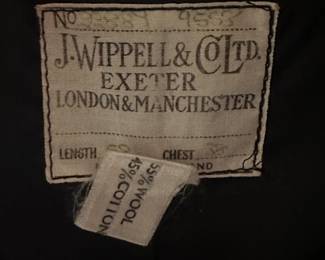 No
J. WIPPELL & Co LTD.
EXETER
LONDON & MANCHESTER
LENGTH CHEST
55% WOOL
45% COTTON